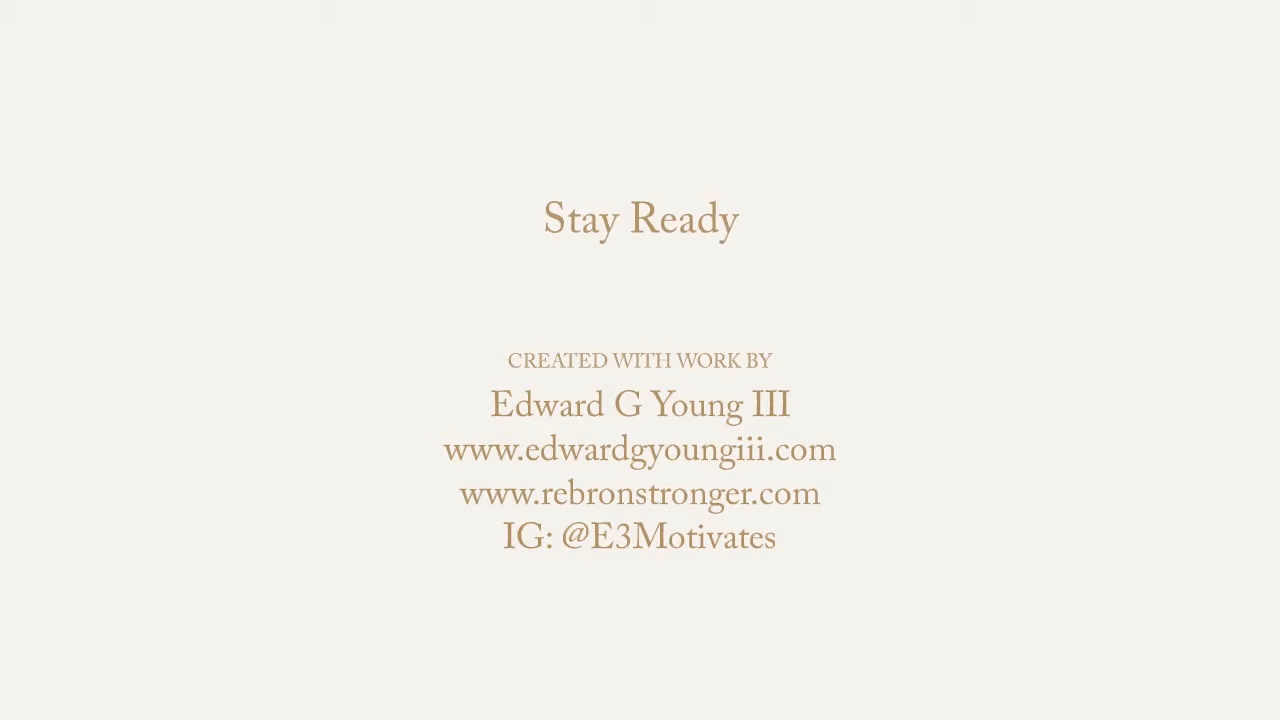 Stay Ready
CREATED WITH WORK BY
Edward G Young III
www.edwardgyoungiii.com
www.rebronstronger.com
IG: @E3Motivates